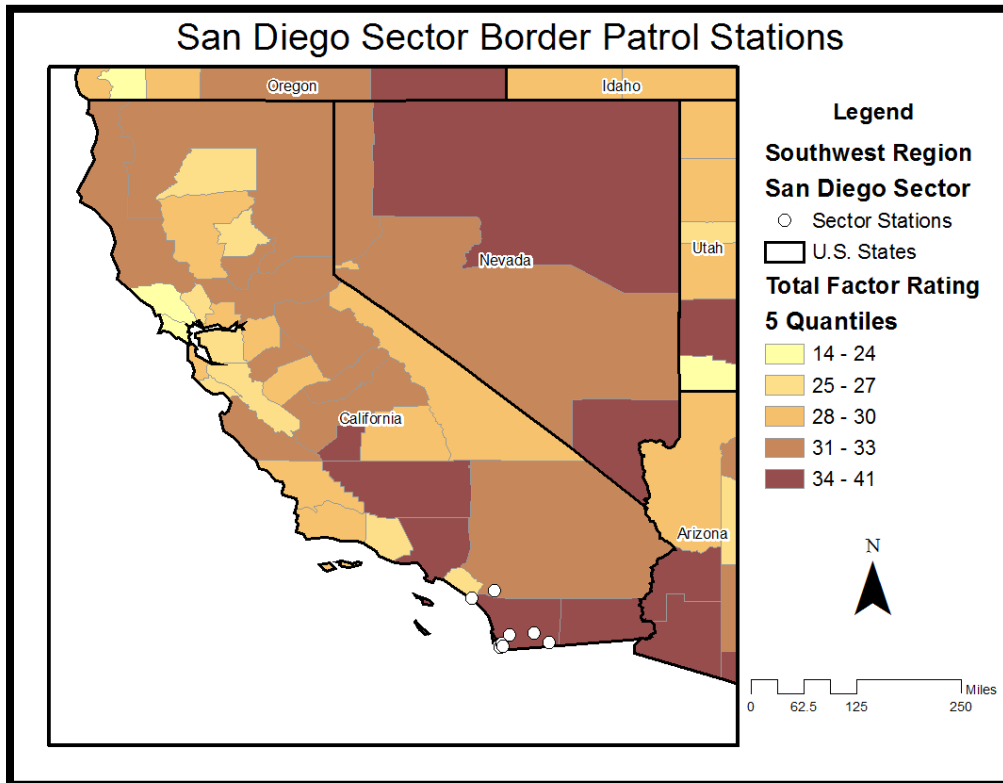 San Diego Sector Border Patrol Stations
Oregon
Idaho
Nevada
Utah
California
Arizona
Legend
Southwest Region
San Diego Sector
Sector Stations
U.S. States
Total Factor Rating
5 Quantiles
14 - 24
25 - 27
28 - 30
31 - 33
34 - 41
N
Miles
0 62.5 125 250